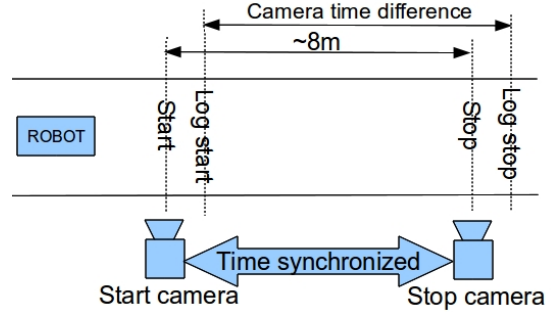 Camera time difference
~8m
ROBOT
Start
Log start
Stop
Log stop
Time synchronized
Start camera
Stop camera